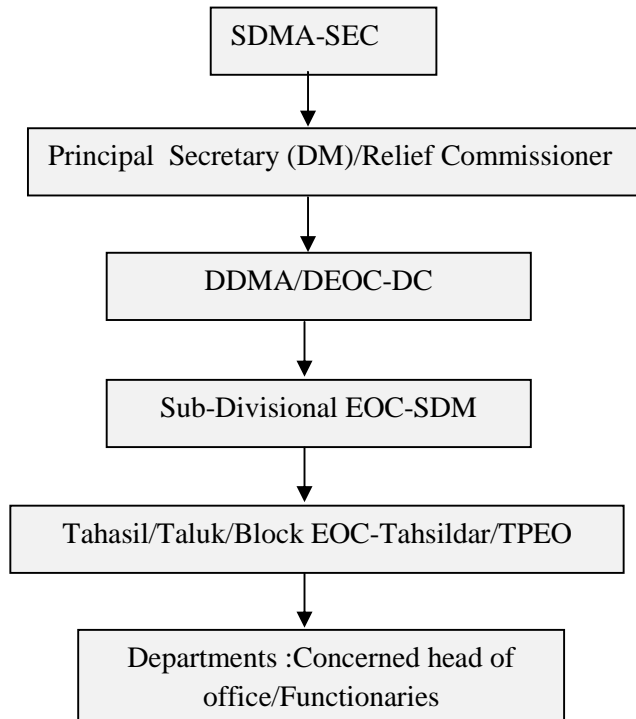 SDMA-SEC
Principal Secretary (DM)/Relief Commissioner
DDMA/DEOC-DC
Sub-Divisional EOC-SDM
Tahasil/Taluk/Block EOC-Tahsildar/TPEO
Departments :Concerned head of
office/Functionaries